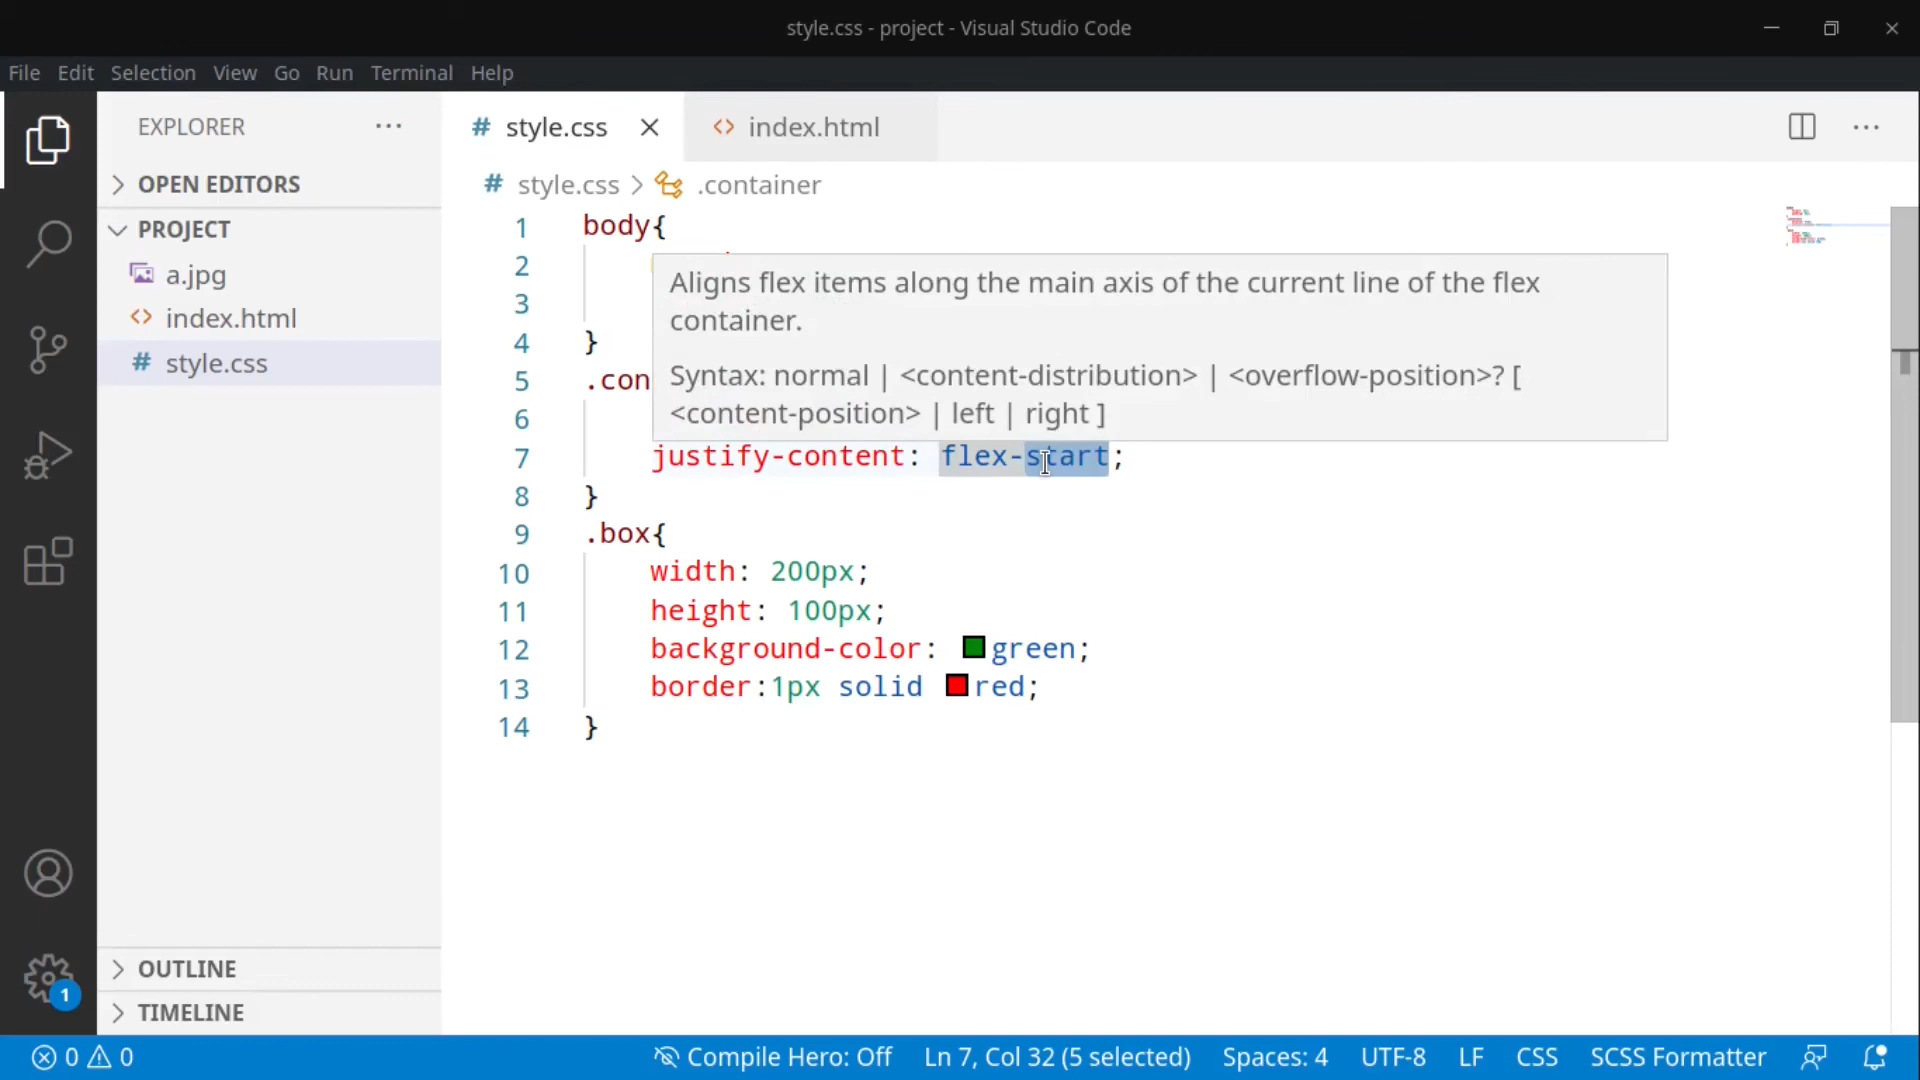 style.css - project - Visual Studio Code
File Edit Selection View Go Run Terminal Help
EXPLORER
OPEN EDITORS
PROJECT
a.jpg
index.html
# style.css
# style.css
<> index.html
# style.css > .container
1 body{
2
3
4 }
5 .con
6
Aligns flex items along the main axis of the current line of the flex
container.
Syntax: normal | <content-distribution> | <overflow-position>? [
<content-position> | left | right ]
7 justify-content: flex-start;
8 }
9 .box{
10 width: 200px;
11 height: 100px;
12 background-color: green;
13 border:1px solid red;
14 }
OUTLINE
TIMELINE
1
0 0
Compile Hero: Off Ln 7, Col 32 (5 selected) Spaces: 4 UTF-8 LF CSS SCSS Formatter